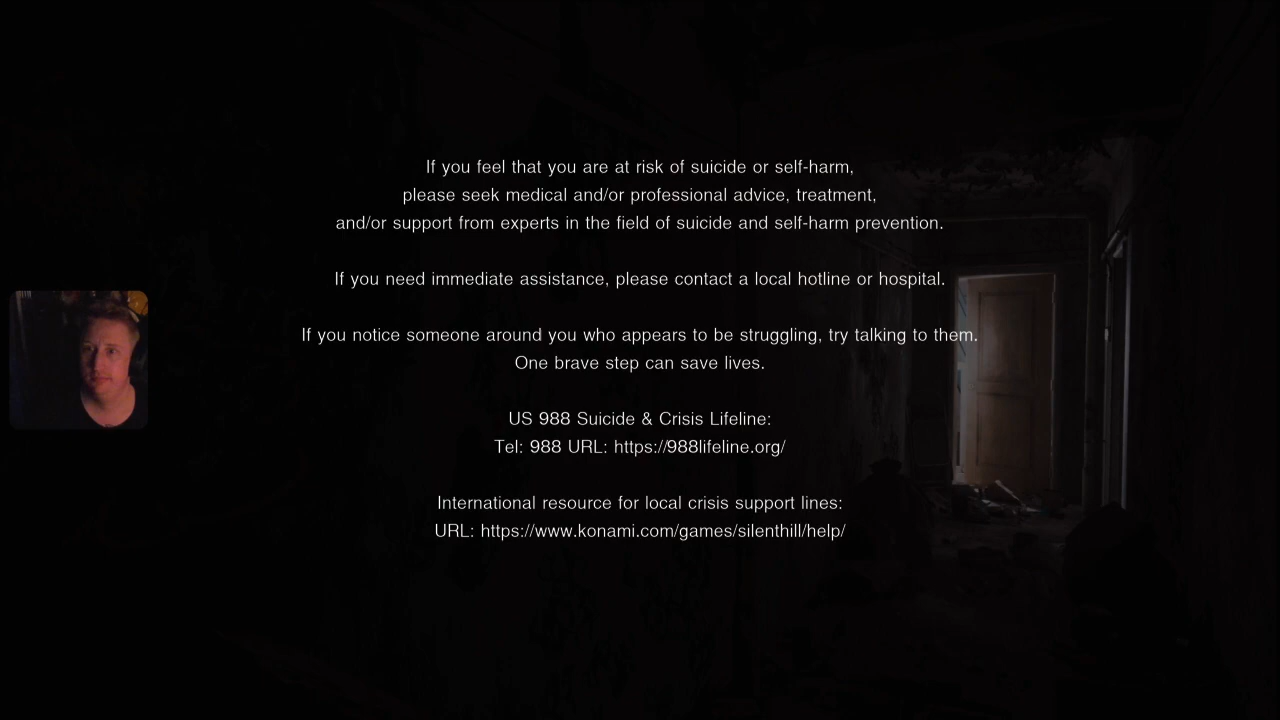 If you feel that you are at risk of suicide or self-harm,
please seek medical and/or professional advice, treatment,
and/or support from experts in the field of suicide and self-harm prevention.
If you need immediate assistance, please contact a local hotline or hospital.
If you notice someone around you who appears to be struggling, try talking to them.
One brave step can save lives.
US 988 Suicide & Crisis Lifeline:
Tel: 988 URL: https://988lifeline.org/
International resource for local crisis support lines:
URL: https://www.konami.com/games/silenthill/help/